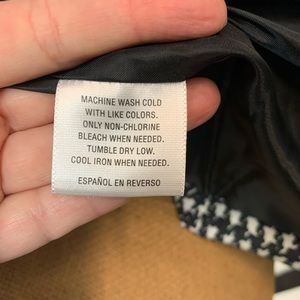 MACHINE WASH COLD
WITH LIKE COLORS.
ONLY NON-CHLORINE
BLEACH WHEN NEEDED.
TUMBLE DRY LOW.
COOL IRON WHEN NEEDED.
ESPAÑOL EN REVERSO